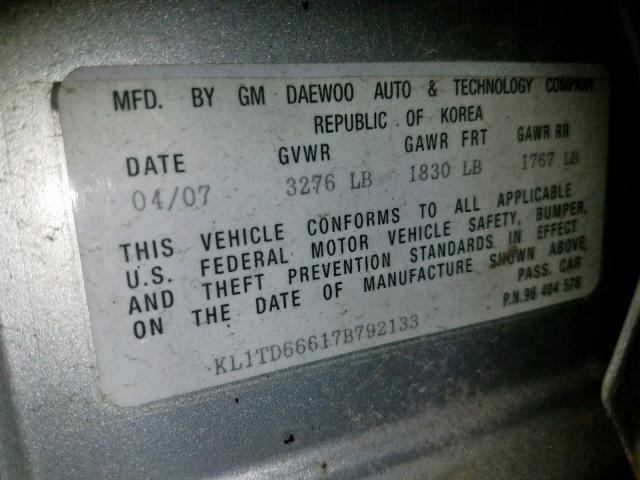 MFD. BY GM DAEWOO AUTO & TECHNOLOGY COMPANY
REPUBLIC OF KOREA
DATE GVWR GAWR FRT GAWR RR
04/07 3276 LB 1830 LB 1767 LB
THIS VEHICLE CONFORMS TO ALL APPLICABLE
U.S. FEDERAL MOTOR VEHICLE SAFETY, BUMPER,
AND THEFT PREVENTION STANDARDS IN EFFECT
ON THE DATE OF MANUFACTURE SHOWN ABOVE
PASS. CAR
KL1TD66617B792133
P.N.96 404 578